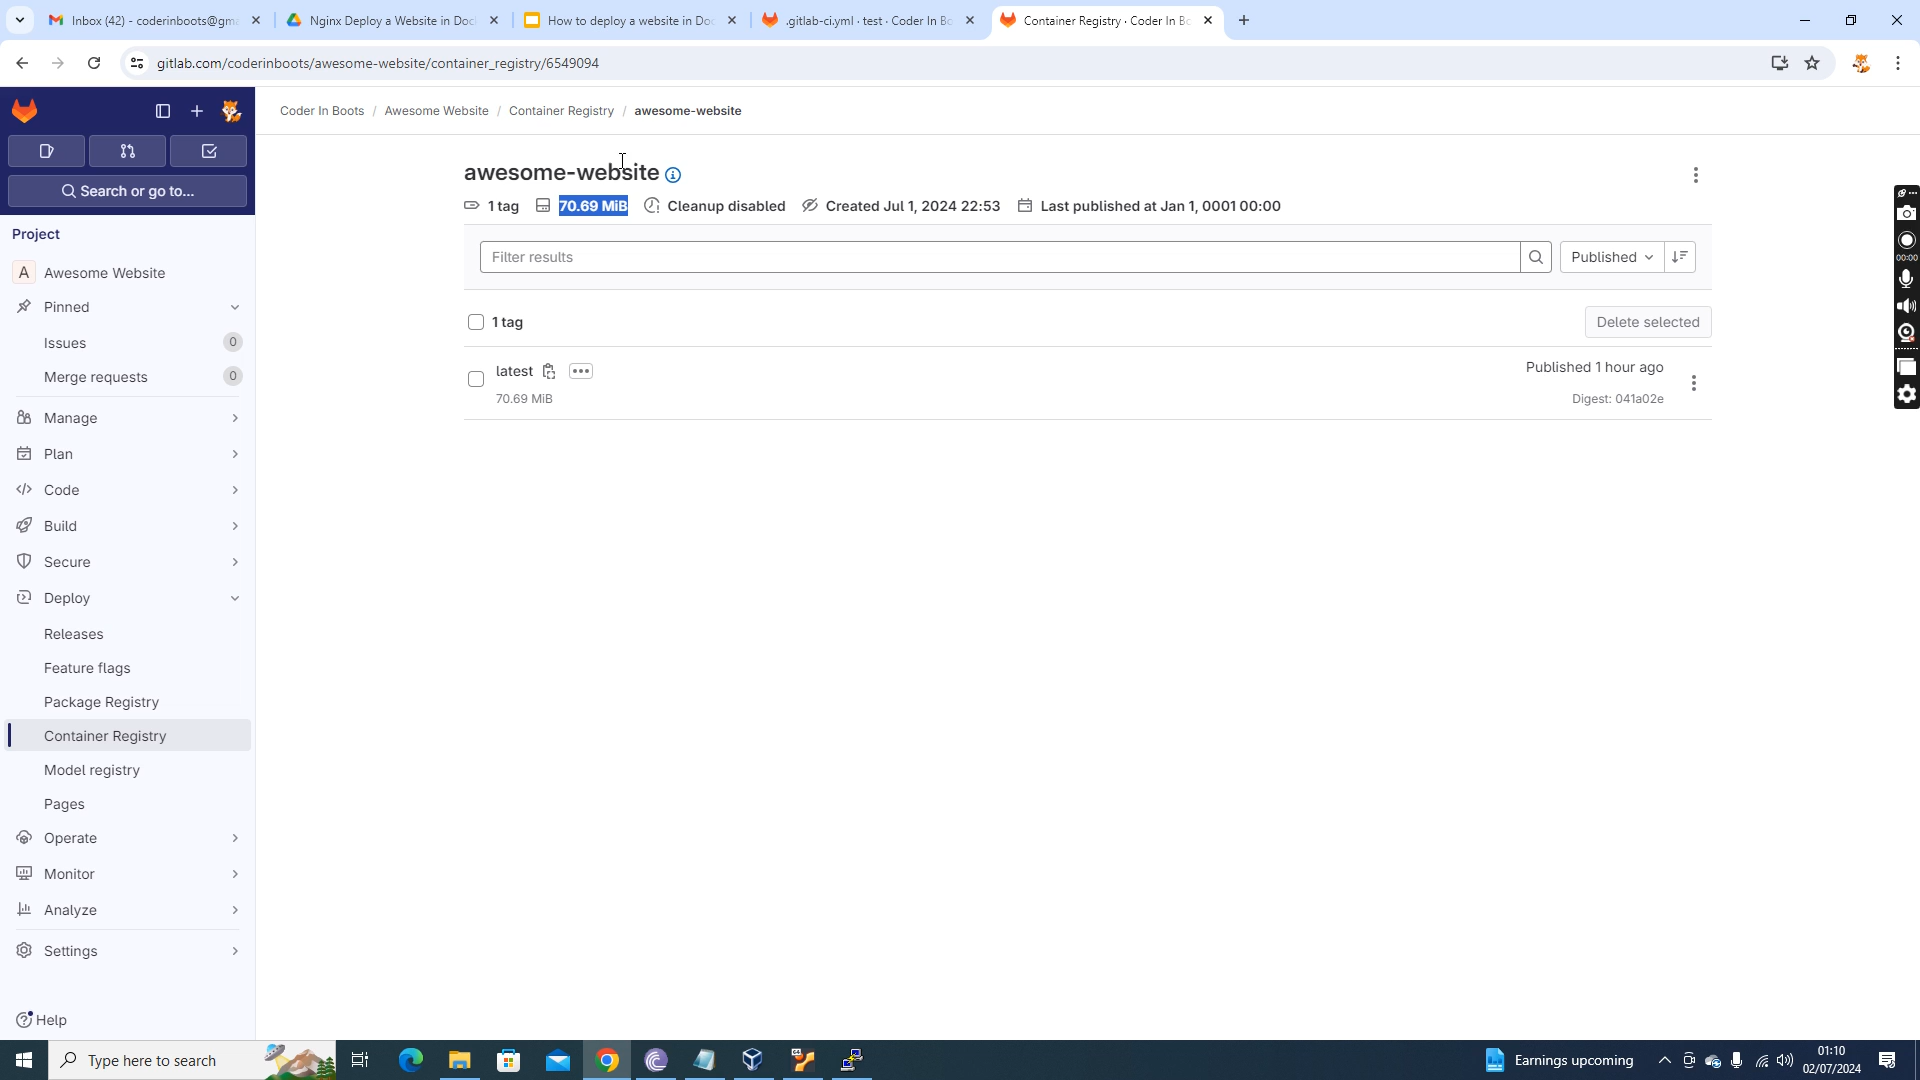 Inbox (42) - coderinboots@gm
Nginx Deploy a Website in Doc
How to deploy a website in Doc
.gitlab-ci.yml · test · Coder In Bo
Container Registry · Coder In Bo
gitlab.com/coderinboots/awesome-website/container_registry/6549094
Coder In Boots / Awesome Website / Container Registry / awesome-website
Search or go to...
Project
A Awesome Website
Pinned
Issues 0
Merge requests 0
Manage
Plan
Code
Build
Secure
Deploy
Releases
Feature flags
Package Registry
Container Registry
Model registry
Pages
Operate
Monitor
Analyze
Settings
Help
awesome-website
1 tag 70.69 MiB Cleanup disabled Created Jul 1, 2024 22:53 Last published at Jan 1, 0001 00:00
Filter results
Published
1 tag
Delete selected
latest
70.69 MiB
Published 1 hour ago
Digest: 041a02e
00:00
Type here to search
Earnings upcoming
01:10
02/07/2024